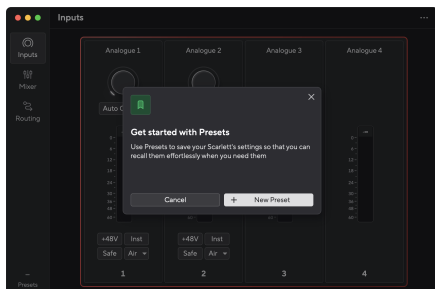 Inputs
Inputs
Mixer
Routing
Presets
Analogue 1
Analogue 2
Analogue 3
Analogue 4
Auto
Get started with Presets
Use Presets to save your Scarlett's settings so that you can
recall them effortlessly when you need them
Cancel
+ New Preset
+48V Inst
Safe Air
+48V Inst
Safe Air
1
2
3
4